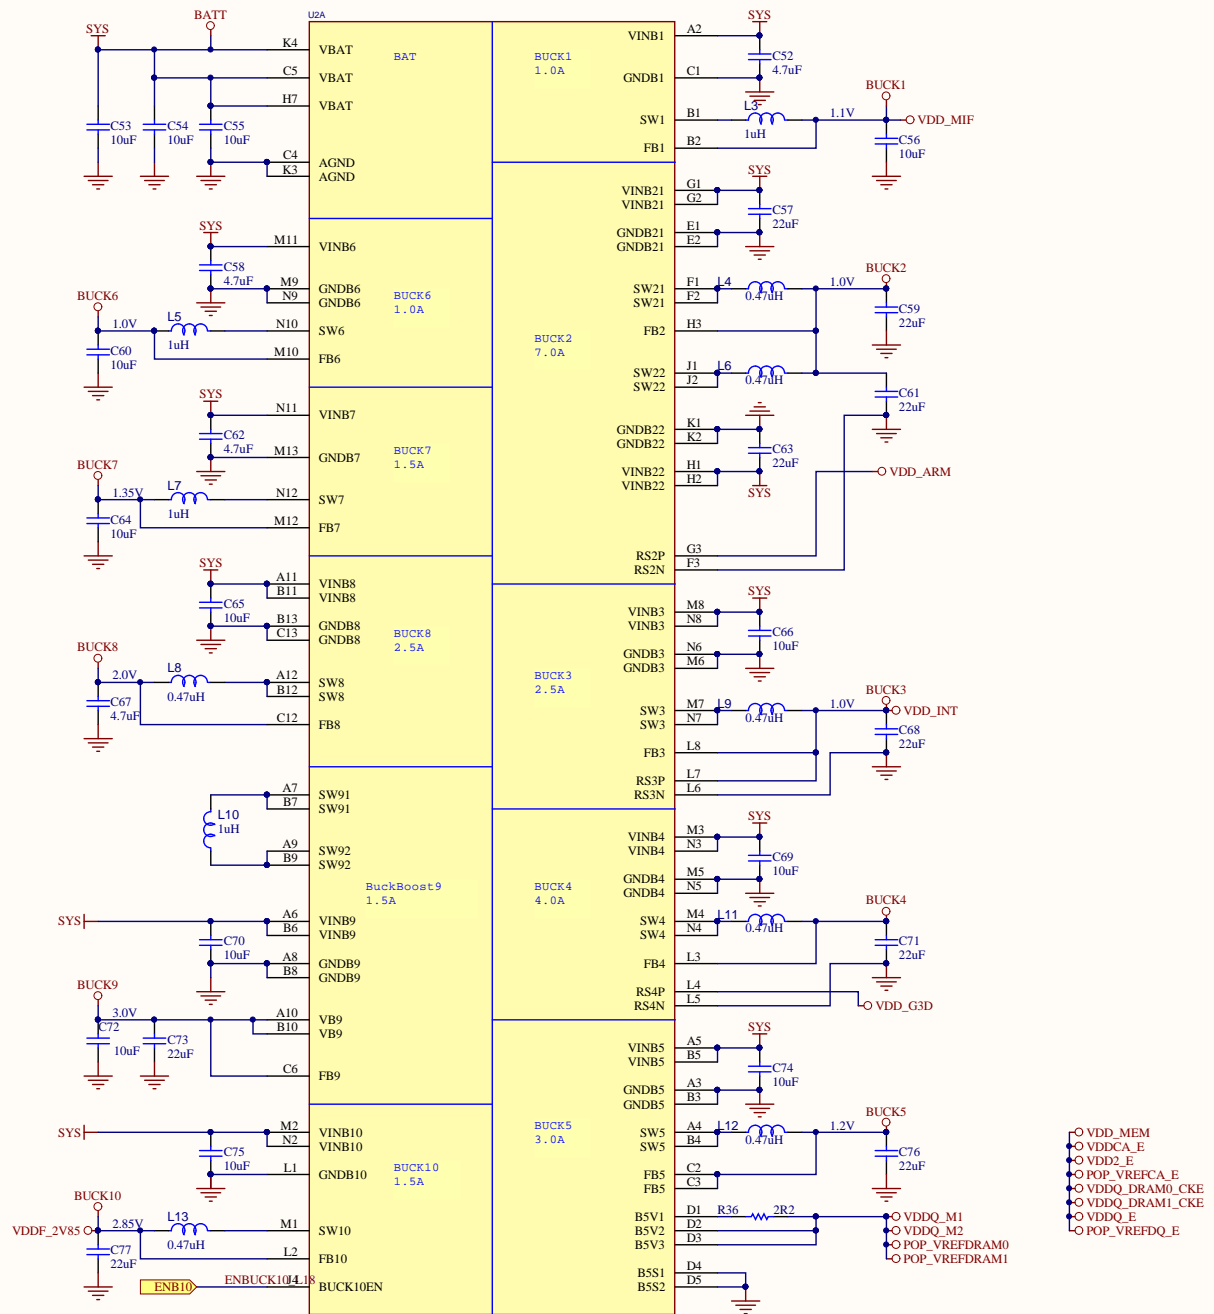 U2A
SYS
BATT
K4 VBAT
C5 VBAT
H7 VBAT
C4 AGND
K3 AGND
C53 10uF
C54 10uF
C55 10uF
BAT
SYS
M11 VINB6
C58 4.7uF
M9 GNDB6
N9 GNDB6
BUCK6
1.0V
L5 1uH
N10 SW6
M10 FB6
C60 10uF
BUCK6
1.0A
SYS
N11 VINB7
C62 4.7uF
M13 GNDB7
BUCK7
1.35V
L7 1uH
N12 SW7
M12 FB7
C64 10uF
BUCK7
1.5A
SYS
A11 VINB8
B11 VINB8
C65 10uF
B13 GNDB8
C13 GNDB8
BUCK8
2.0V
L8 0.47uH
A12 SW8
B12 SW8
C12 FB8
C67 4.7uF
BUCK8
2.5A
A7 SW91
B7 SW91
L10 1uH
A9 SW92
B9 SW92
BuckBoost9
1.5A
SYS
A6 VINB9
B6 VINB9
C70 10uF
A8 GNDB9
B8 GNDB9
BUCK9
3.0V
A10 VB9
B10 VB9
C72 10uF
C73 22uF
C6 FB9
SYS
M2 VINB10
N2 VINB10
C75 10uF
L1 GNDB10
BUCK10
1.5A
BUCK10
VDDF_2V85
2.85V
L13 0.47uH
M1 SW10
L2 FB10
C77 22uF
ENB10
ENBUCK10_L18
J4 BUCK10EN
BUCK1
1.0A
VINB1 A2
SYS
C52 4.7uF
GNDB1 C1
SW1 B1
L3 1uH
1.1V
BUCK1
VDD_MIF
FB1 B2
C56 10uF
BUCK2
7.0A
VINB21 G1
VINB21 G2
SYS
C57 22uF
GNDB21 E1
GNDB21 E2
SW21 F1
SW21 F2
L4 0.47uH
1.0V
BUCK2
C59 22uF
FB2 H3
SW22 J1
SW22 J2
L6 0.47uH
C61 22uF
GNDB22 K1
GNDB22 K2
C63 22uF
VINB22 H1
VINB22 H2
SYS
VDD_ARM
RS2P G3
RS2N F3
BUCK3
2.5A
VINB3 M8
VINB3 N8
SYS
C66 10uF
GNDB3 N6
GNDB3 M6
SW3 M7
SW3 N7
L9 0.47uH
1.0V
BUCK3
VDD_INT
C68 22uF
FB3 L8
RS3P L7
RS3N L6
BUCK4
4.0A
VINB4 M3
VINB4 N3
SYS
C69 10uF
GNDB4 M5
GNDB4 N5
SW4 M4
SW4 N4
L11 0.47uH
BUCK4
C71 22uF
FB4 L3
RS4P L4
RS4N L5
VDD_G3D
BUCK5
3.0A
VINB5 A5
VINB5 B5
SYS
C74 10uF
GNDB5 A3
GNDB5 B3
SW5 A4
SW5 B4
L12 0.47uH
1.2V
BUCK5
C76 22uF
FB5 C2
FB5 C3
B5V1 D1
B5V2 D2
B5V3 D3
R36 2R2
VDDQ_M1
VDDQ_M2
POP_VREFDRAM0
POP_VREFDRAM1
B5S1 D4
B5S2 D5
VDD_MEM
VDDCA_E
VDD2_E
POP_VREFCA_E
VDDQ_DRAM0_CKE
VDDQ_DRAM1_CKE
VDDQ_E
POP_VREFDQ_E